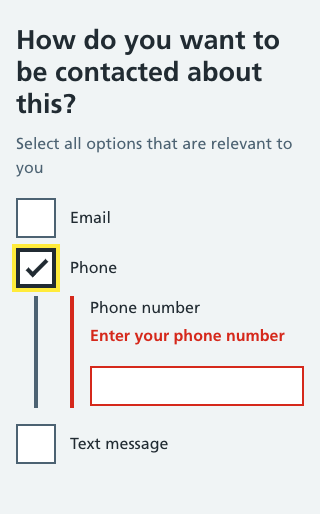 How do you want to
be contacted about
this?
Select all options that are relevant to
you
Email
Phone
Phone number
Enter your phone number
Text message